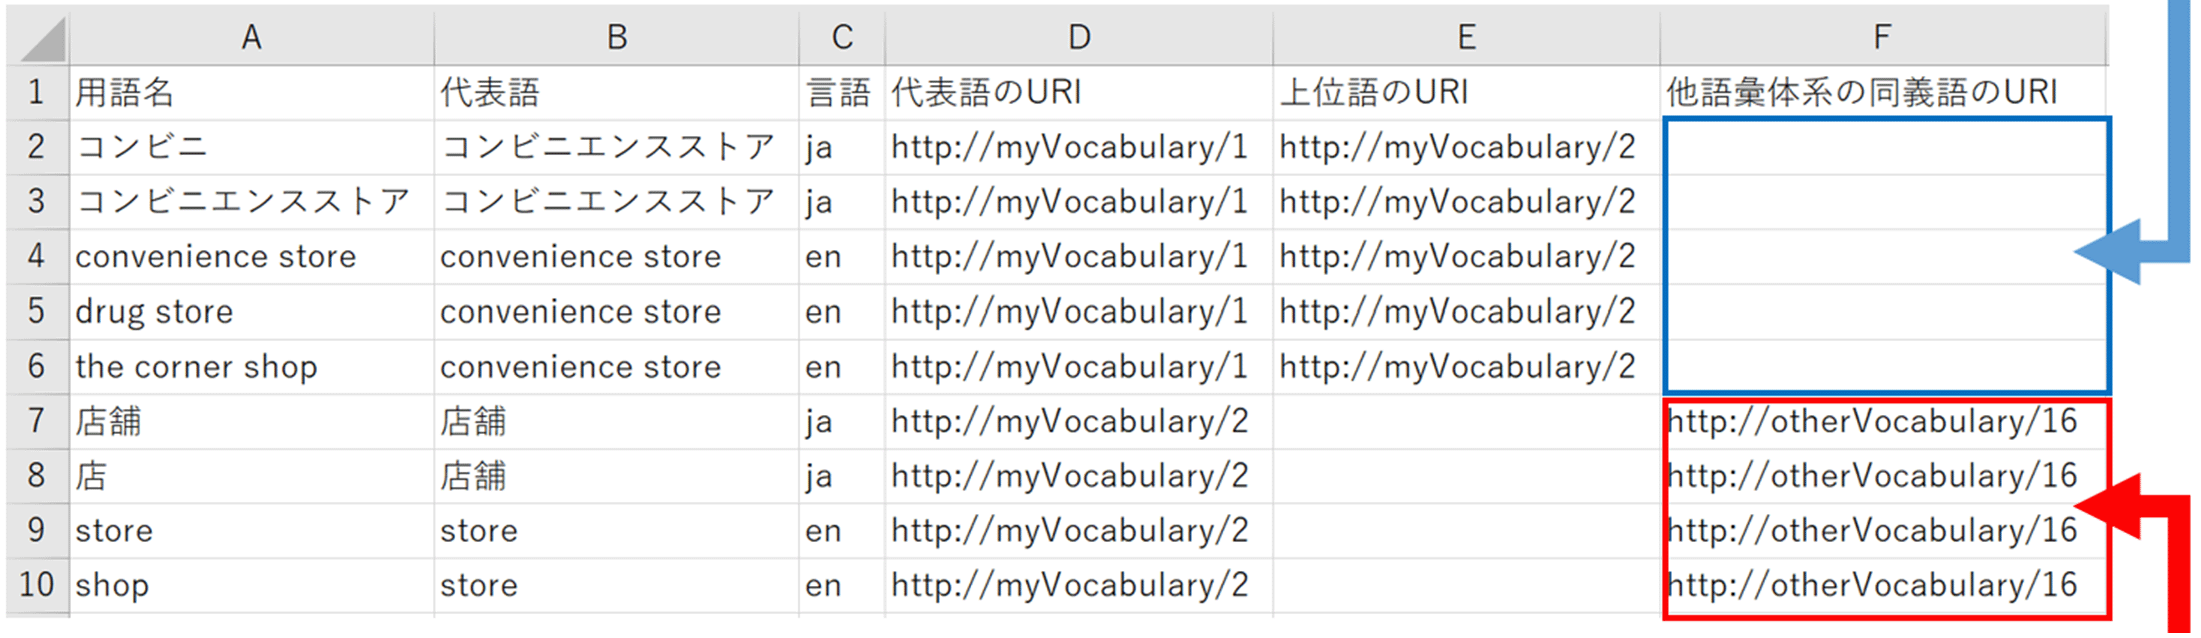 A B C D E F
1 用語名 代表語 言語 代表語のURI 上位語のURI 他語彙体系の同義語のURI
2 コンビニ コンビニエンスストア ja http://myVocabulary/1 http://myVocabulary/2
3 コンビニエンスストア コンビニエンスストア ja http://myVocabulary/1 http://myVocabulary/2
4 convenience store convenience store en http://myVocabulary/1 http://myVocabulary/2
5 drug store convenience store en http://myVocabulary/1 http://myVocabulary/2
6 the corner shop convenience store en http://myVocabulary/1 http://myVocabulary/2
7 店舗 店舗 ja http://myVocabulary/2 http://otherVocabulary/16
8 店 店舗 ja http://myVocabulary/2 http://otherVocabulary/16
9 store store en http://myVocabulary/2 http://otherVocabulary/16
10 shop store en http://myVocabulary/2 http://otherVocabulary/16